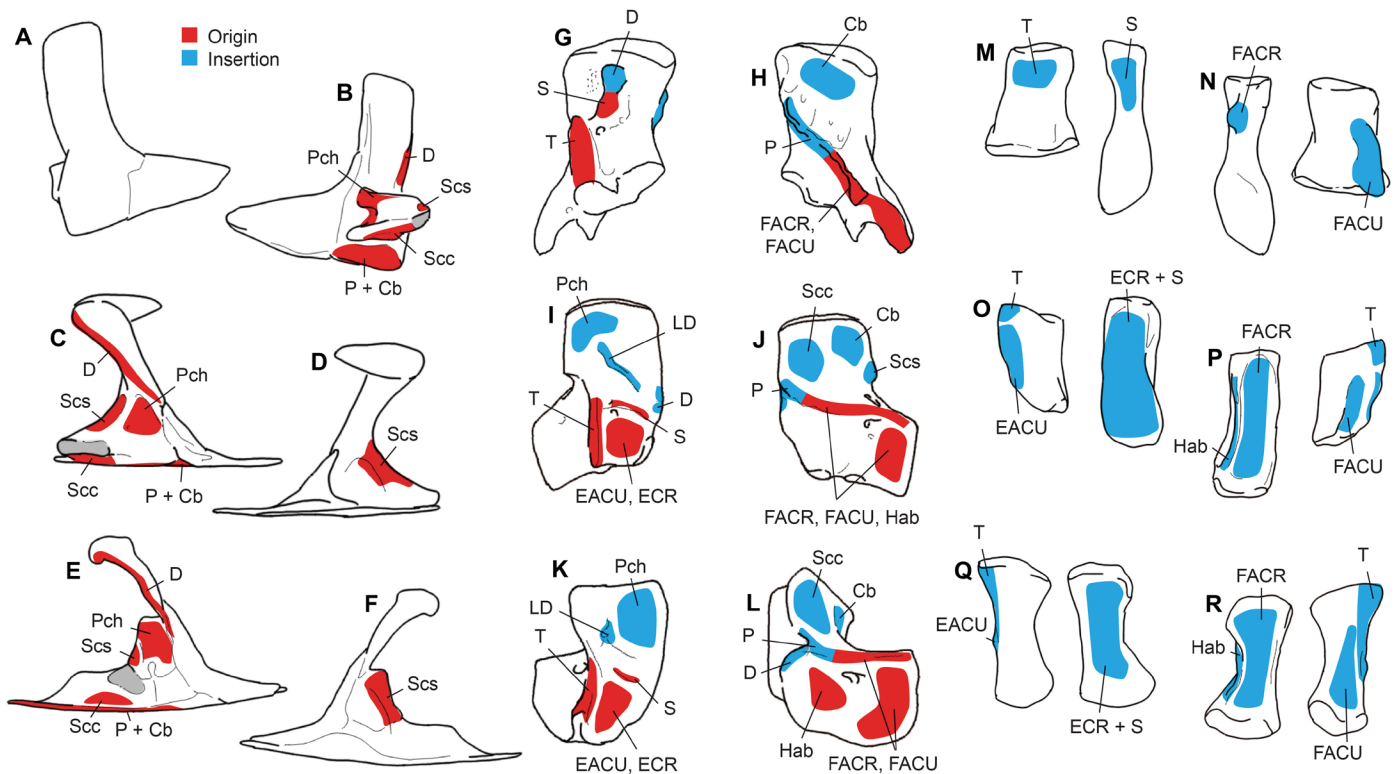 A
Origin
Insertion
B
Pch
D
Scs
Scc
P + Cb
C
D
Pch
Scs
Scc
P + Cb
D
Scs
E
D
Pch
Scs
Scc
P + Cb
F
Scs
G
D
S
T
H
Cb
P
FACR,
FACU
I
Pch
LD
T
D
S
EACU, ECR
J
Scc
Cb
Scs
P
FACR, FACU, Hab
K
Pch
LD
T
S
EACU, ECR
L
Scc
Cb
P
D
Hab
FACR, FACU
M
T
S
N
FACR
FACU
O
T
ECR + S
EACU
P
FACR
T
Hab
FACU
Q
T
EACU
ECR + S
R
FACR
T
Hab
FACU